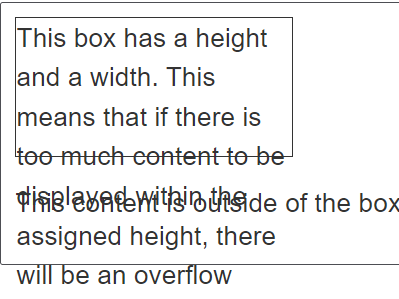 This box has a height
and a width. This
means that if there is
too much content to be
displayed within the
This content is outside of the box
assigned height, there
will be an overflow